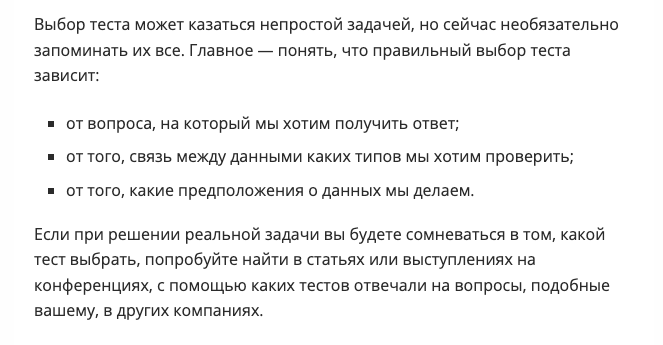 Выбор теста может казаться непростой задачей, но сейчас необязательно
запоминать их все. Главное — понять, что правильный выбор теста
зависит:
▪ от вопроса, на который мы хотим получить ответ;
▪ от того, связь между данными каких типов мы хотим проверить;
▪ от того, какие предположения о данных мы делаем.
Если при решении реальной задачи вы будете сомневаться в том, какой
тест выбрать, попробуйте найти в статьях или выступлениях на
конференциях, с помощью каких тестов отвечали на вопросы, подобные
вашему, в других компаниях.